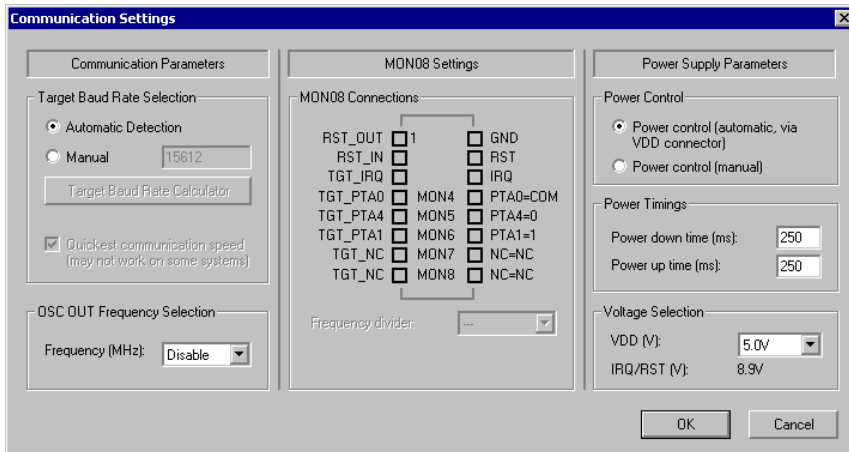 Communication Settings
Communication Parameters
Target Baud Rate Selection
Automatic Detection
Manual 15612
Target Baud Rate Calculator
Quickest communication speed
(may not work on some systems)
OSC OUT Frequency Selection
Frequency (MHz): Disable
MON08 Settings
MON08 Connections
RST_OUT 1 GND
RST_IN RST
TGT_IRQ IRQ
TGT_PTA0 MON4 PTA0=COM
TGT_PTA4 MON5 PTA4=0
TGT_PTA1 MON6 PTA1=1
TGT_NC MON7 NC=NC
TGT_NC MON8 NC=NC
Frequency divider: ---
Power Supply Parameters
Power Control
Power control (automatic, via
VDD connector)
Power control (manual)
Power Timings
Power down time (ms): 250
Power up time (ms): 250
Voltage Selection
VDD (V): 5.0V
IRQ/RST (V): 8.9V
OK Cancel